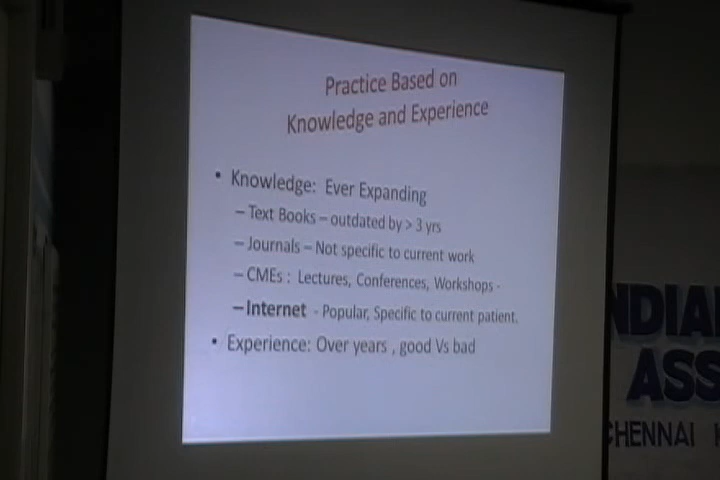 Practice Based on
Knowledge and Experience
• Knowledge: Ever Expanding
– Text Books – outdated by > 3 yrs
– Journals – Not specific to current work
– CMEs : Lectures, Conferences, Workshops -
– Internet - Popular, Specific to current patient.
• Experience: Over years , good Vs bad
NDIA
ASS
CHENNAI